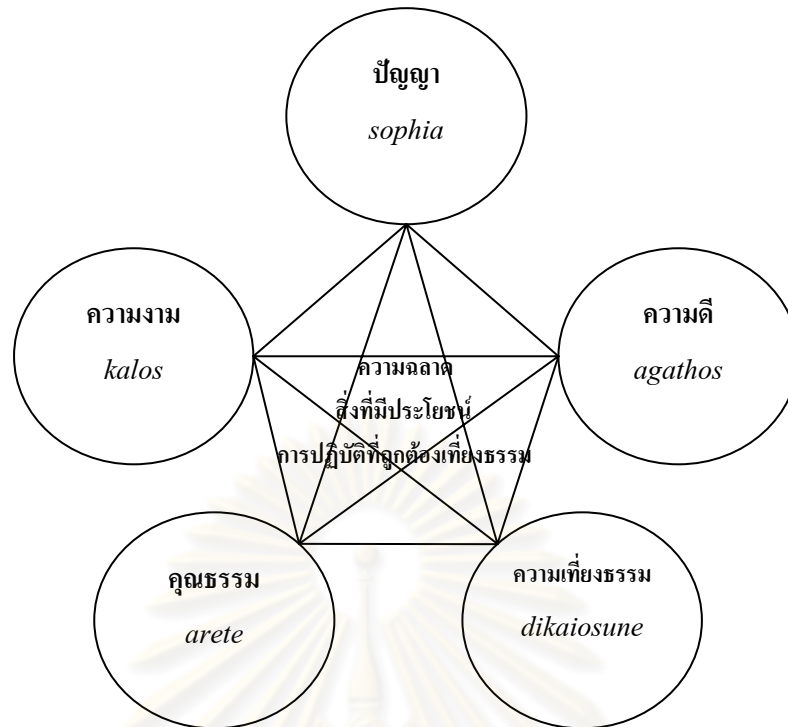 ปัญญา
sophia
ความงาม
kalos
ความดี
agathos
ความฉลาด
สิ่งที่มีประโยชน์
การปฏิบัติที่ถูกต้องเที่ยงธรรม
คุณธรรม
arete
ความเที่ยงธรรม
dikaiosune